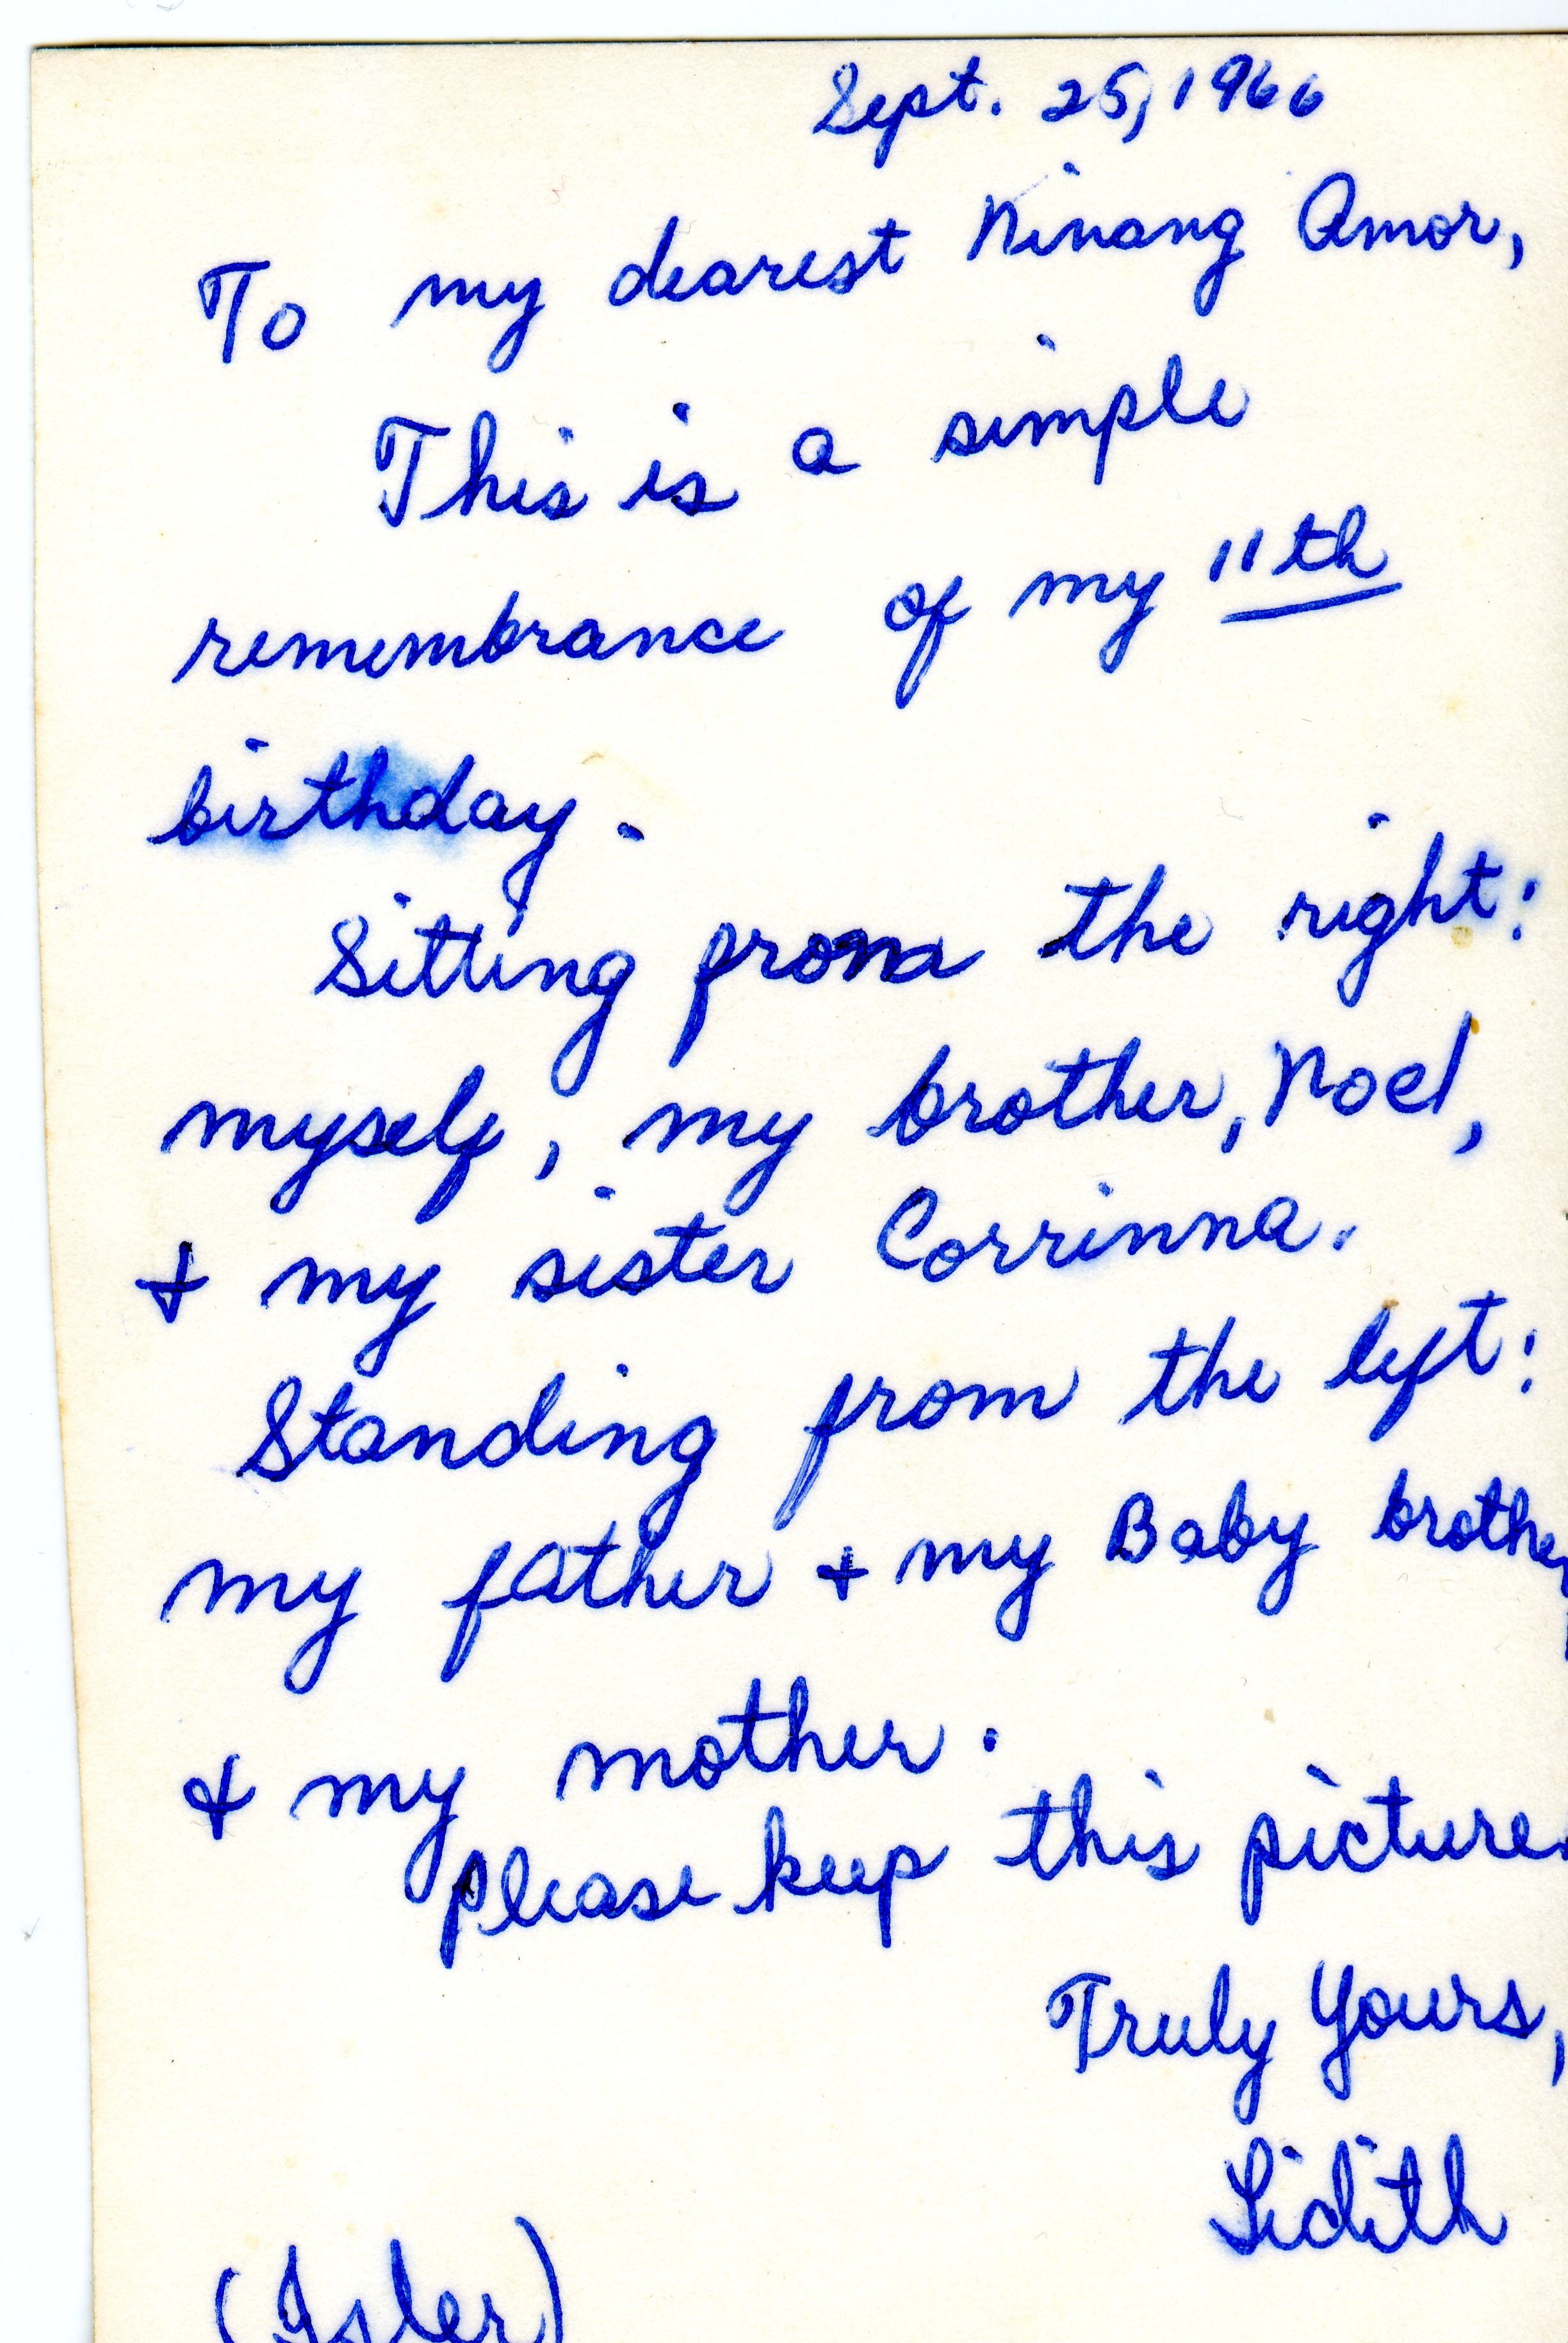 Sept. 25, 1966
To my dearest Ninang Amor,
This is a simple
remembrance of my 11th
birthday.
Sitting from the right:
myself, my brother, Noel,
+ my sister Corrinna.
Standing from the left:
my father + my Baby brother,
+ my mother.
please keep this picture
Truly Yours,
Lidith